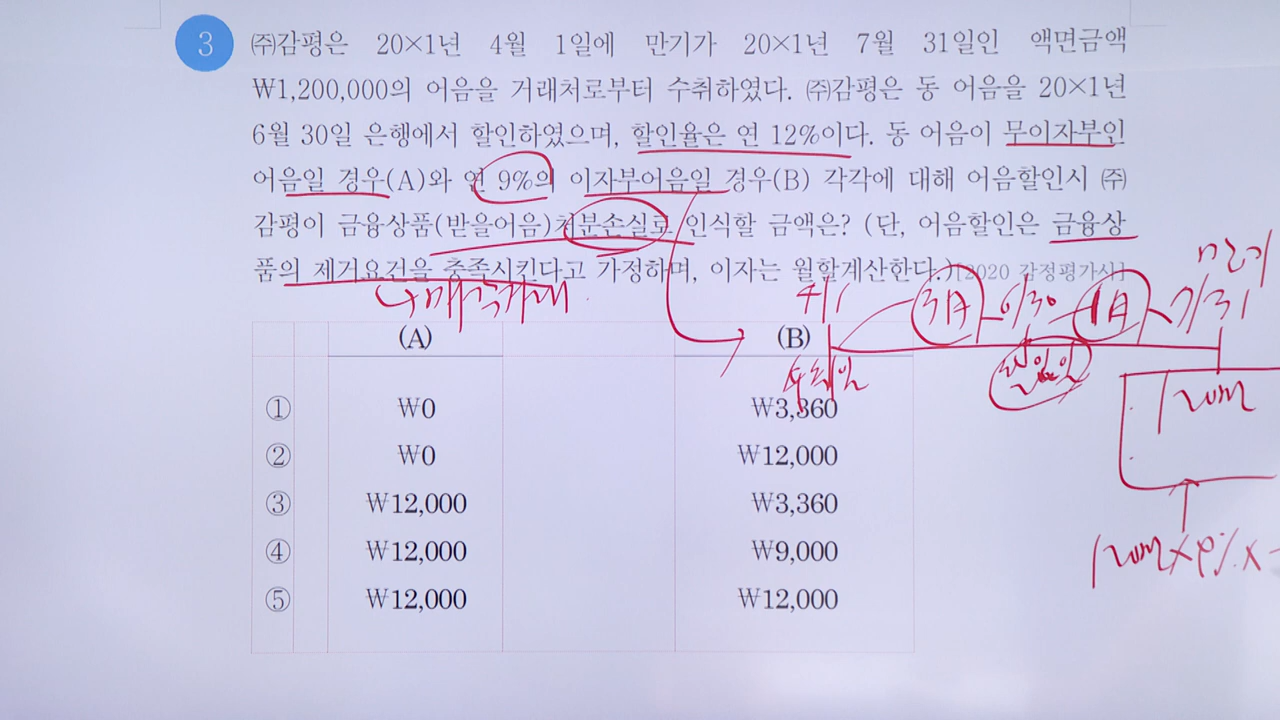 3
㈜감평은 20×1년 4월 1일에 만기가 20×1년 7월 31일인 액면금액
₩1,200,000의 어음을 거래처로부터 수취하였다. ㈜감평은 동 어음을 20×1년
6월 30일 은행에서 할인하였으며, 할인율은 연 12%이다. 동 어음이 무이자부인
어음일 경우(A)와 연 9%의 이자부어음일 경우(B) 각각에 대해 어음할인시 ㈜
감평이 금융상품(받을어음)처분손실로 인식할 금액은? (단, 어음할인은 금융상
품의 제거요건을 충족시킨다고 가정하며, 이자는 월할계산한다.)[2020 감정평가사]
매각거래
만기
4/1 3月 6/30 1月 7/31
수취일 할인일
(A) (B)
① ₩0 ₩3,360
② ₩0 ₩12,000
③ ₩12,000 ₩3,360
④ ₩12,000 ₩9,000
⑤ ₩12,000 ₩12,000